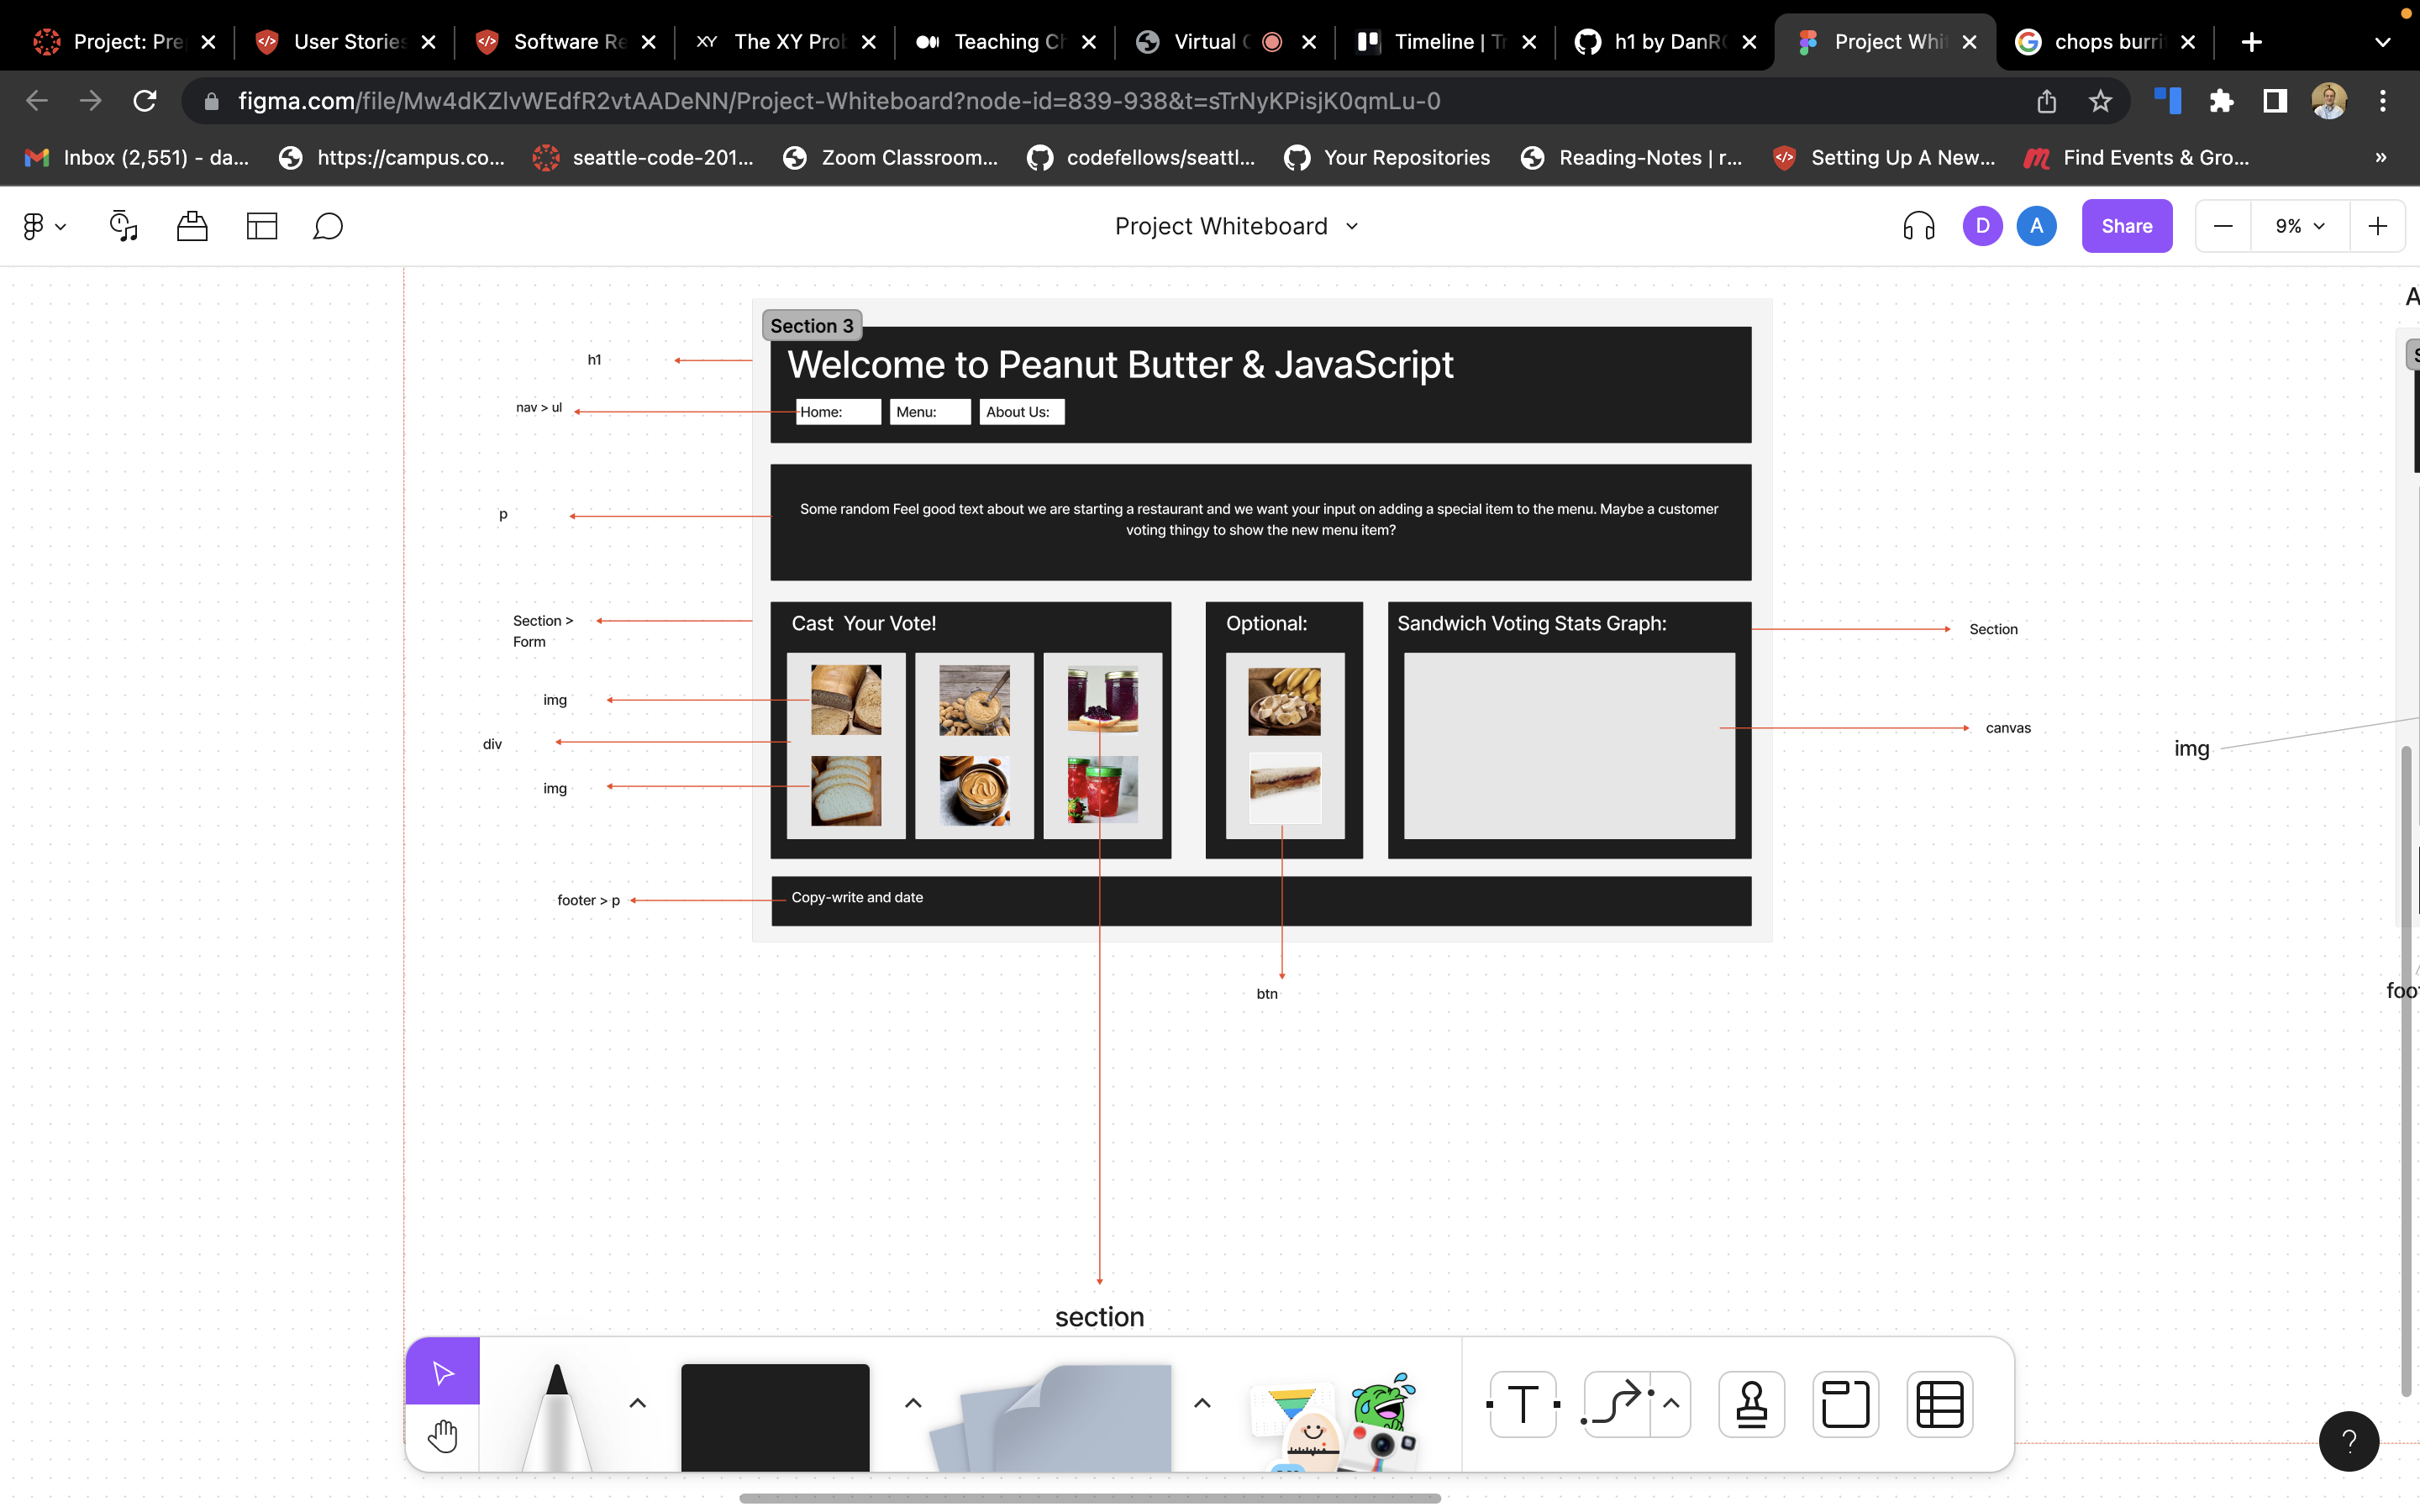 Project: Pre
User Stories
Software Re
XY The XY Prob
Teaching Ch
Virtual C
Timeline | Tr
h1 by DanRC
Project Whit
chops burri
figma.com/file/Mw4dKZlvWEdfR2vtAADeNN/Project-Whiteboard?node-id=839-938&t=sTrNyKPisjK0qmLu-0
Inbox (2,551) - da...
https://campus.co...
seattle-code-201...
Zoom Classroom...
codefellows/seattl...
Your Repositories
Reading-Notes | r...
Setting Up A New...
Find Events & Gro...
»
Project Whiteboard
D
A
Share
9%
Section 3
h1
Welcome to Peanut Butter & JavaScript
nav > ul
Home:
Menu:
About Us:
p
Some random Feel good text about we are starting a restaurant and we want your input on adding a special item to the menu. Maybe a customer
voting thingy to show the new menu item?
Section >
Form
Cast  Your Vote!
Optional:
Sandwich Voting Stats Graph:
Section
img
div
img
canvas
img
footer > p
Copy-write and date
btn
section
A
S
foot
T
?